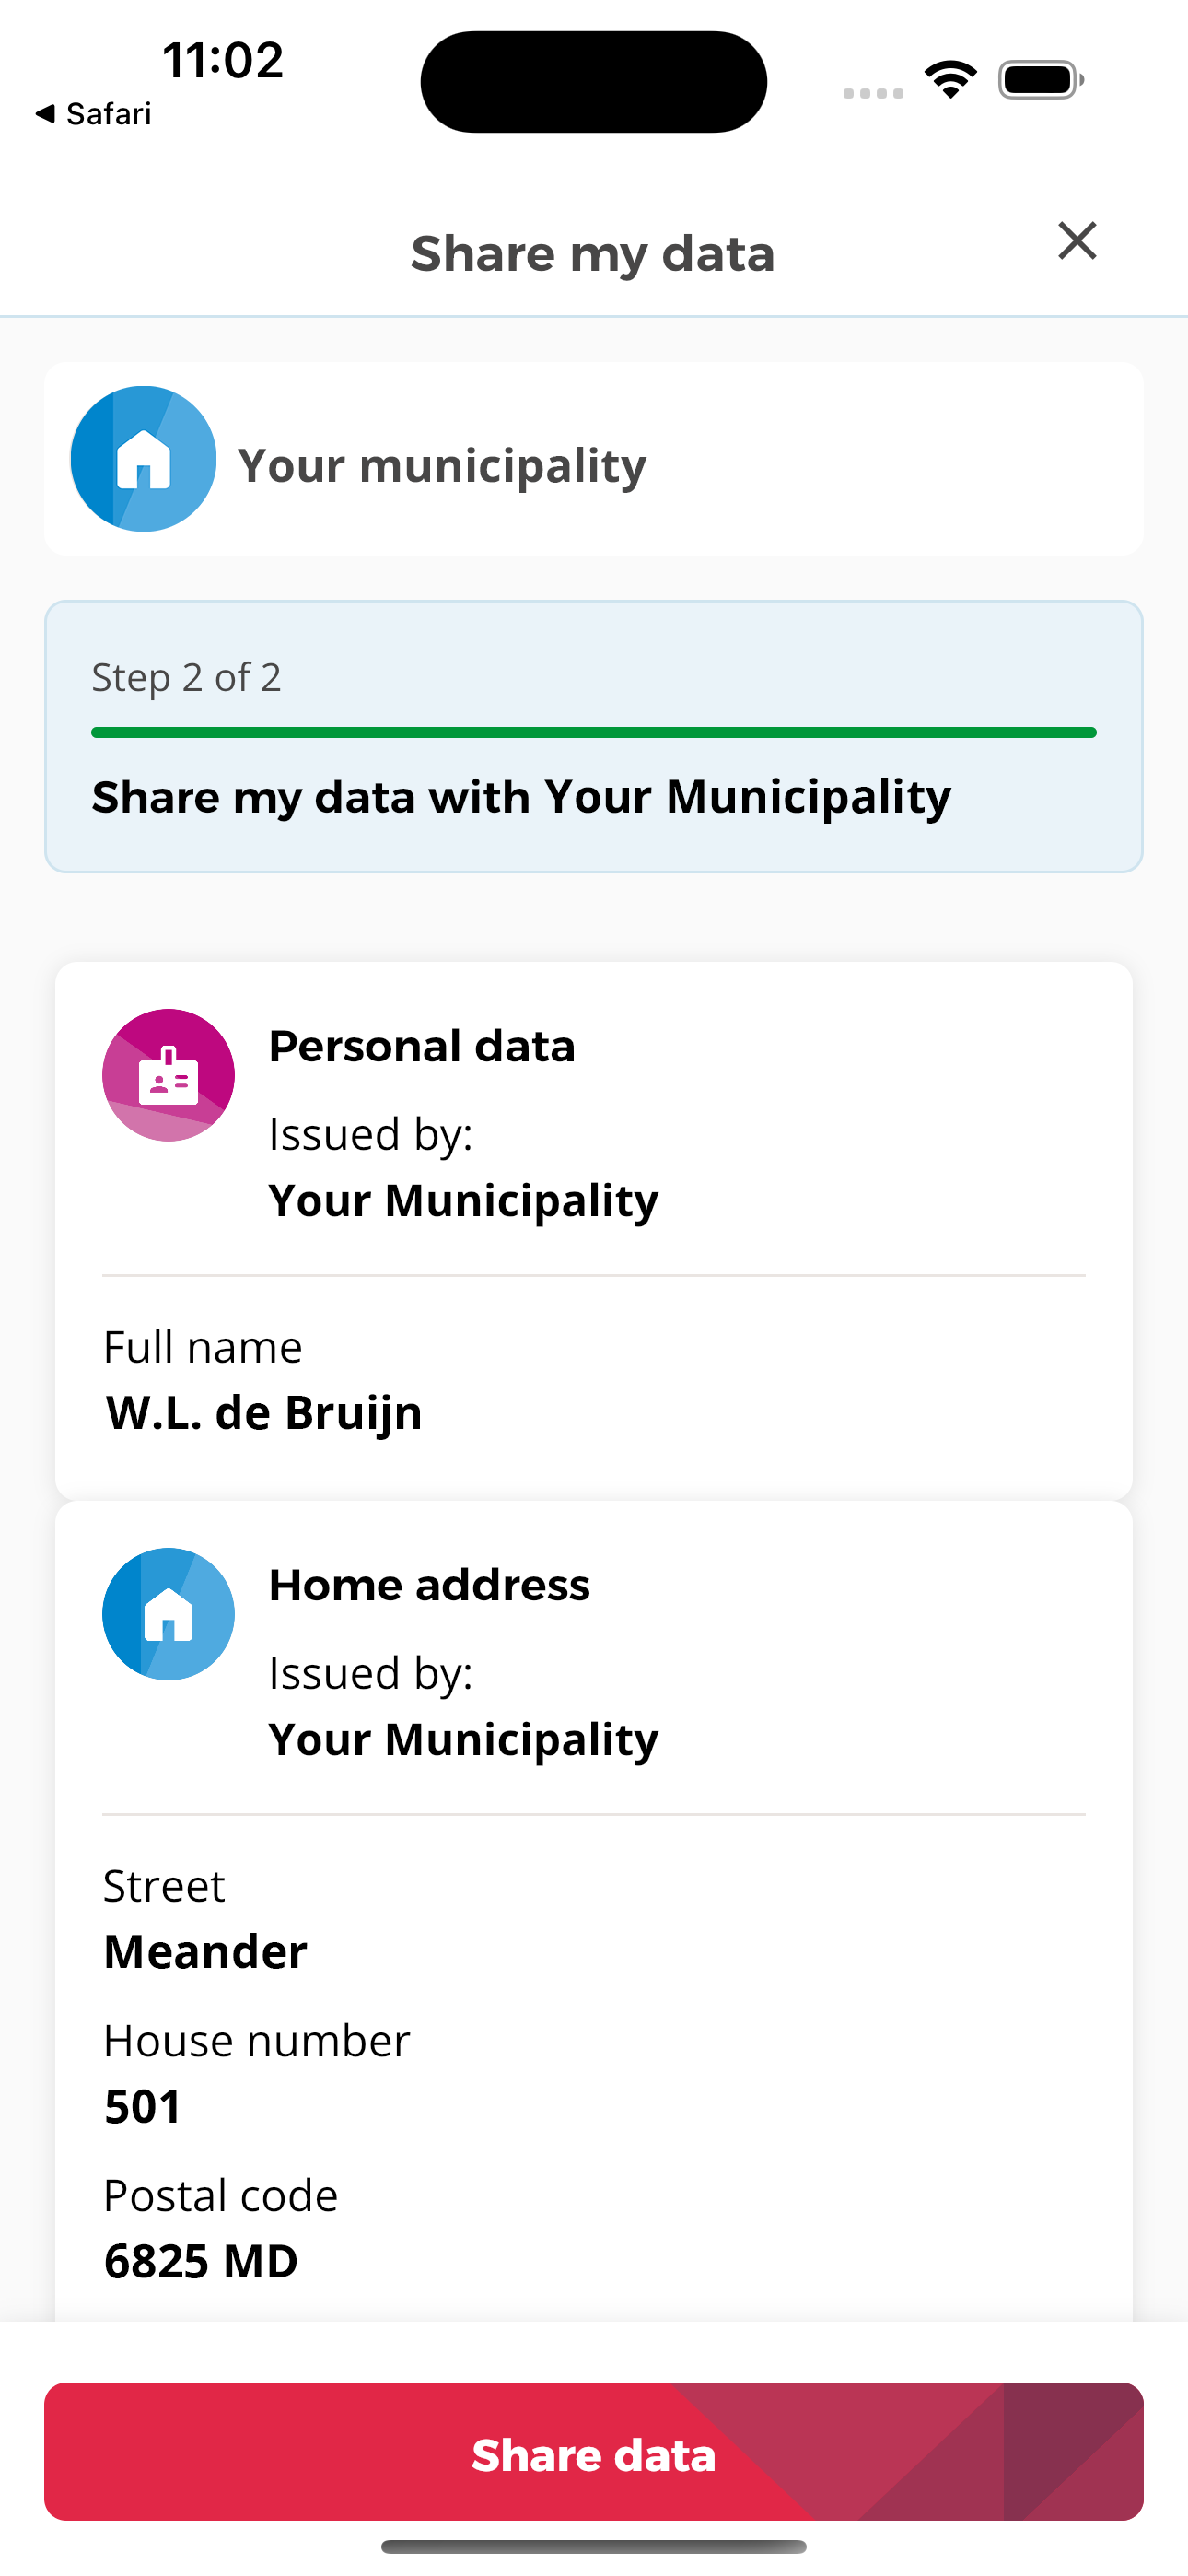 11:02
Safari
Share my data
Your municipality
Step 2 of 2
Share my data with Your Municipality
Personal data
Issued by:
Your Municipality
Full name
W.L. de Bruijn
Home address
Issued by:
Your Municipality
Street
Meander
House number
501
Postal code
6825 MD
Share data